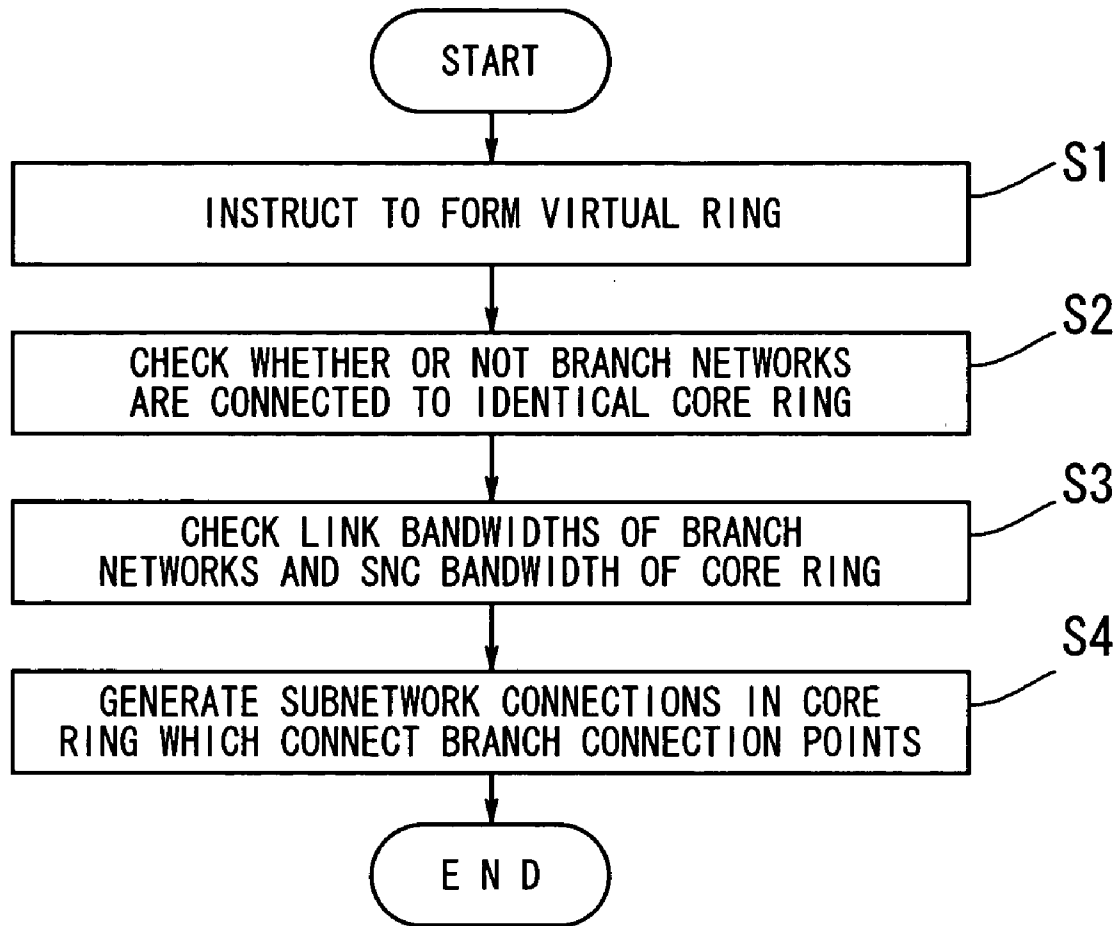 START
S1
INSTRUCT TO FORM VIRTUAL RING
S2
CHECK WHETHER OR NOT BRANCH NETWORKS
ARE CONNECTED TO IDENTICAL CORE RING
S3
CHECK LINK BANDWIDTHS OF BRANCH
NETWORKS AND SNC BANDWIDTH OF CORE RING
S4
GENERATE SUBNETWORK CONNECTIONS IN CORE
RING WHICH CONNECT BRANCH CONNECTION POINTS
E N D